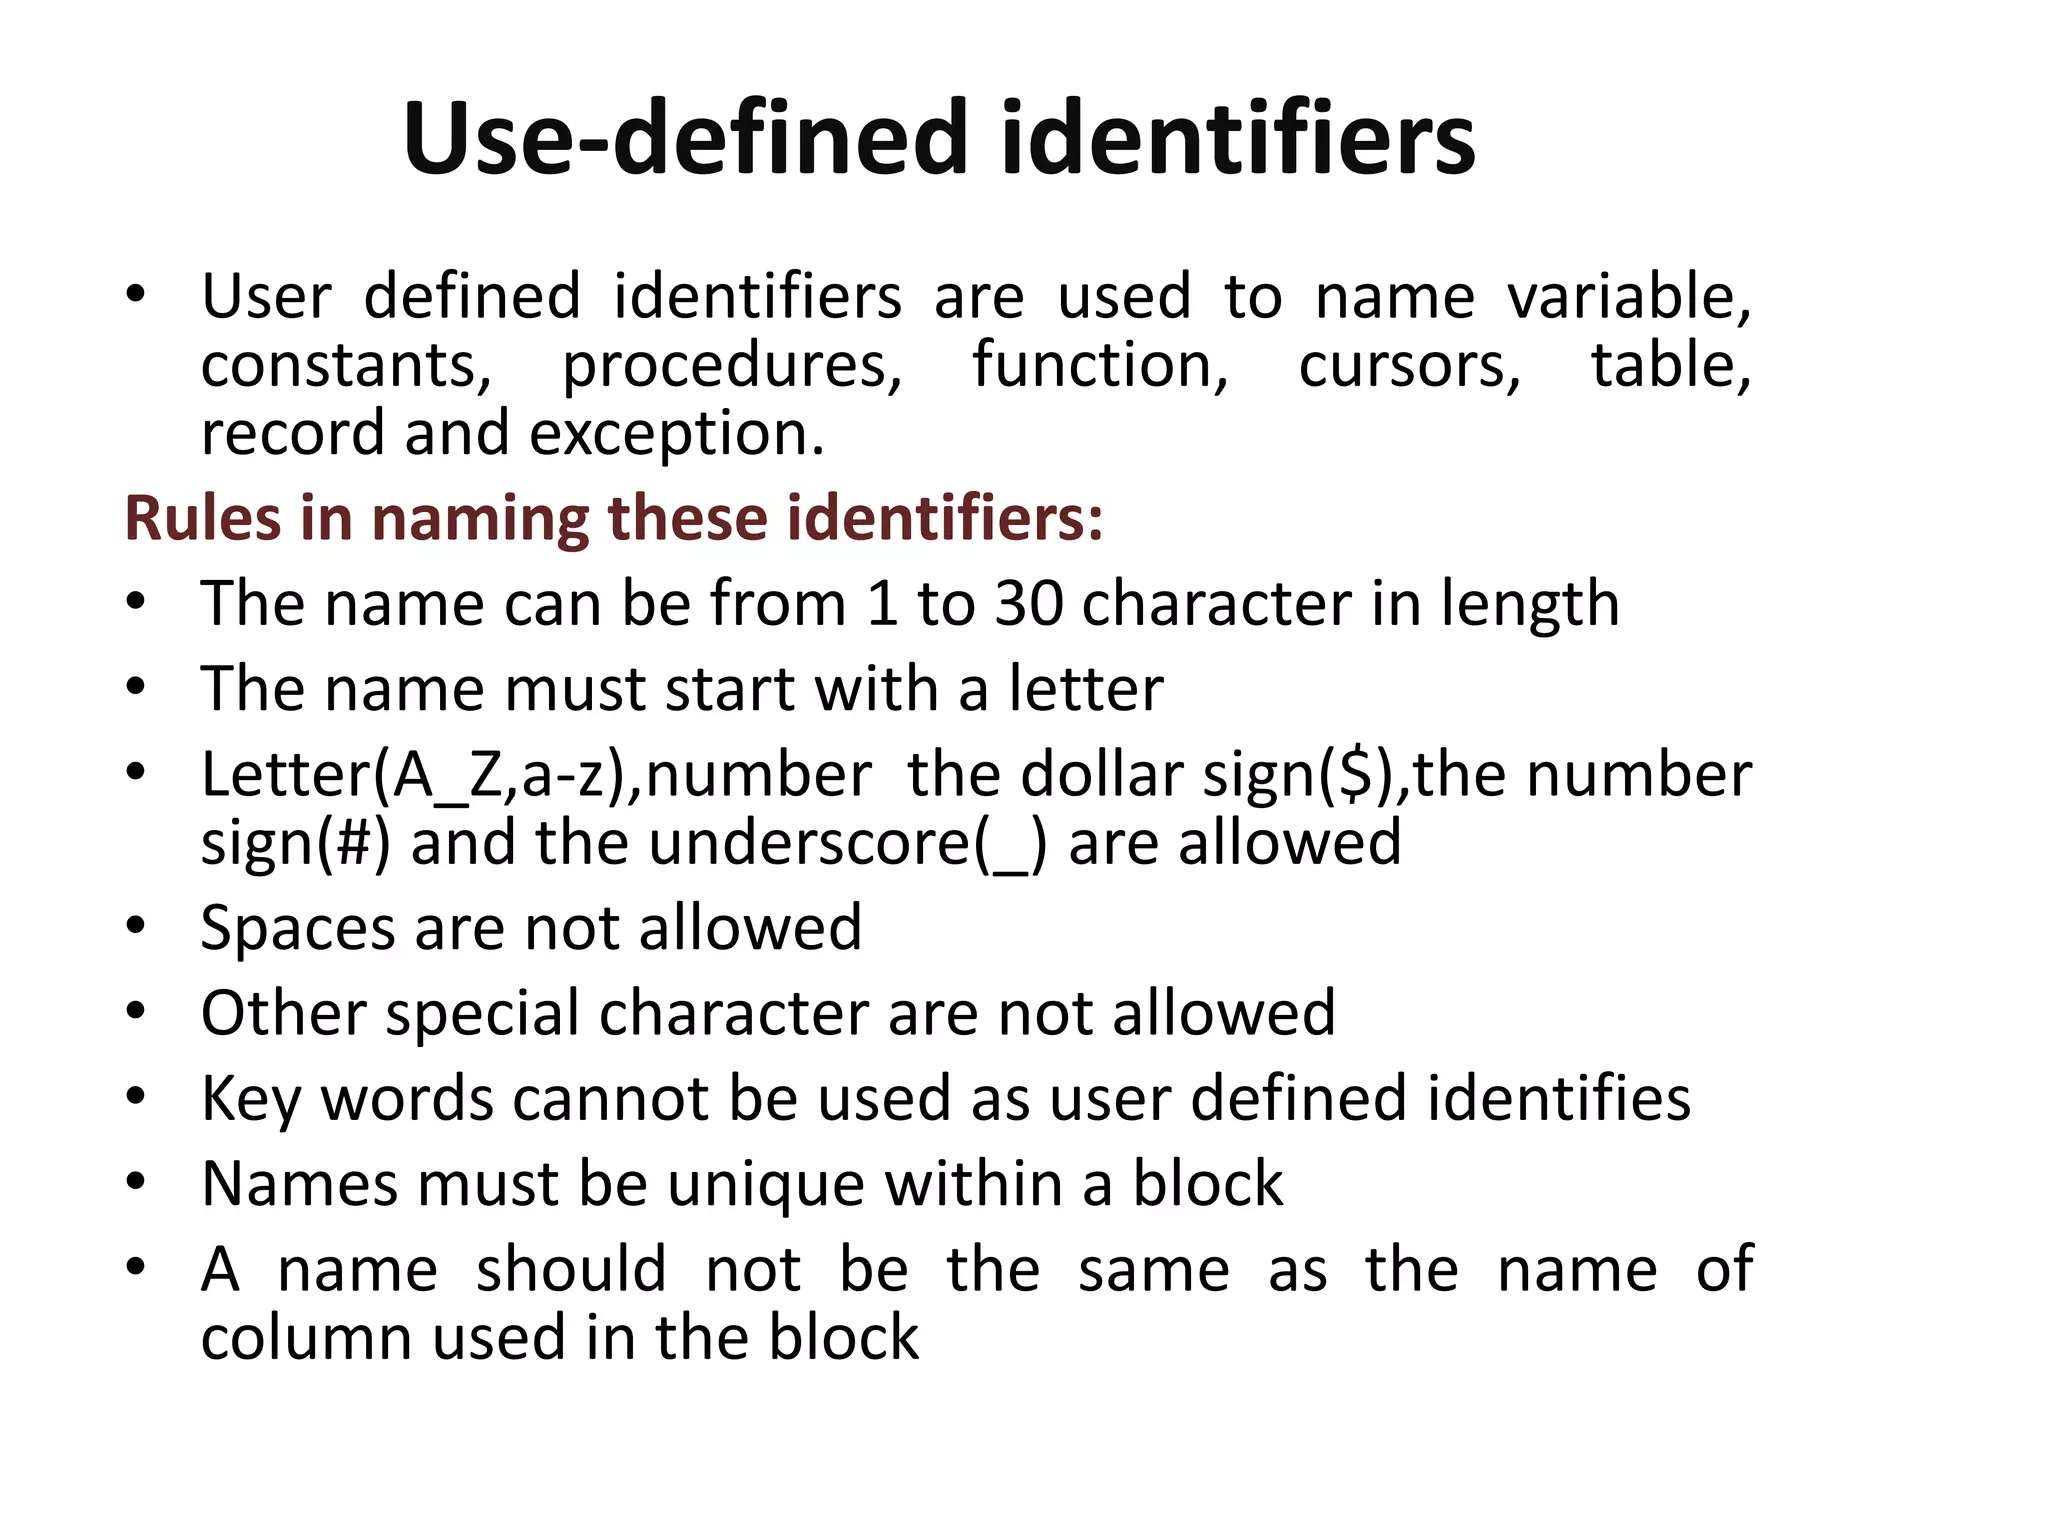 Use-defined identifiers
• User defined identifiers are used to name variable,
constants, procedures, function, cursors, table,
record and exception.
Rules in naming these identifiers:
• The name can be from 1 to 30 character in length
• The name must start with a letter
• Letter(A_Z,a-z),number  the dollar sign($),the number
sign(#) and the underscore(_) are allowed
• Spaces are not allowed
• Other special character are not allowed
• Key words cannot be used as user defined identifies
• Names must be unique within a block
• A name should not be the same as the name of
column used in the block